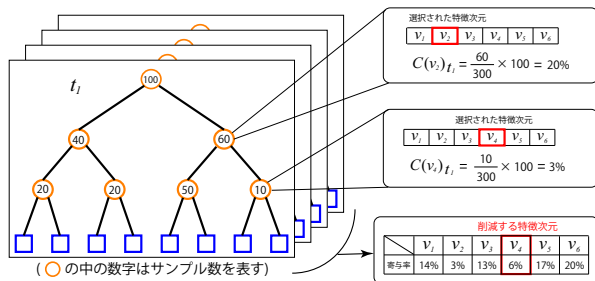 t₁
100
40
60
20
20
50
10
(○の中の数字はサンプル数を表す)
選択された特徴次元
v₁ v₂ v₃ v₄ v₅ v₆
C(v₂)t₁ = 60/300 × 100 = 20%
選択された特徴次元
v₁ v₂ v₃ v₄ v₅ v₆
C(v₄)t₁ = 10/300 × 100 = 3%
削減する特徴次元
v₁ v₂ v₃ v₄ v₅ v₆
寄与率 14% 3% 13% 6% 17% 20%